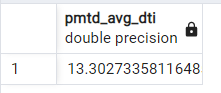 pmtd_avg_dti
double precision
1
13.3027335811648